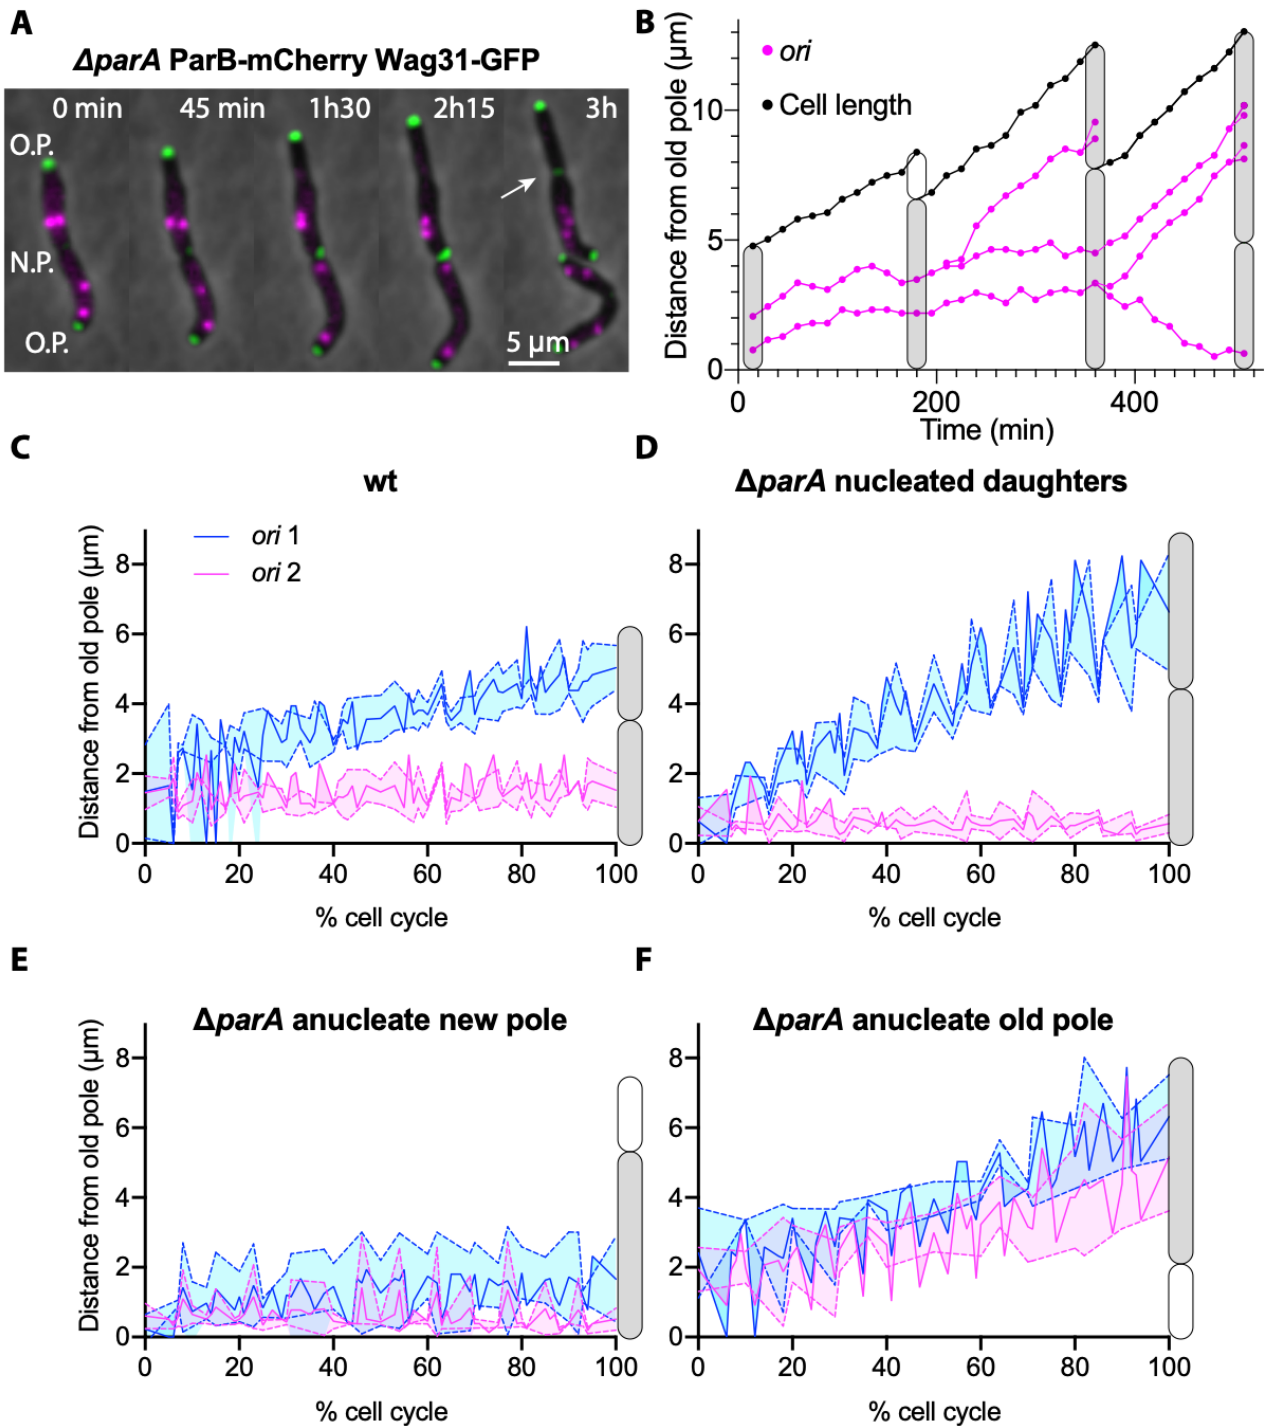 A
ΔparA ParB-mCherry Wag31-GFP
0 min 45 min 1h30 2h15 3h
O.P.
N.P.
O.P.
5 µm
B
Distance from old pole (µm)
ori
Cell length
10
5
0
0 200 400
Time (min)
C
wt
ori 1
ori 2
Distance from old pole (µm)
8
6
4
2
0
0 20 40 60 80 100
% cell cycle
D
ΔparA nucleated daughters
8
6
4
2
0
0 20 40 60 80 100
% cell cycle
E
ΔparA anucleate new pole
Distance from old pole (µm)
8
6
4
2
0
0 20 40 60 80 100
% cell cycle
F
ΔparA anucleate old pole
8
6
4
2
0
0 20 40 60 80 100
% cell cycle